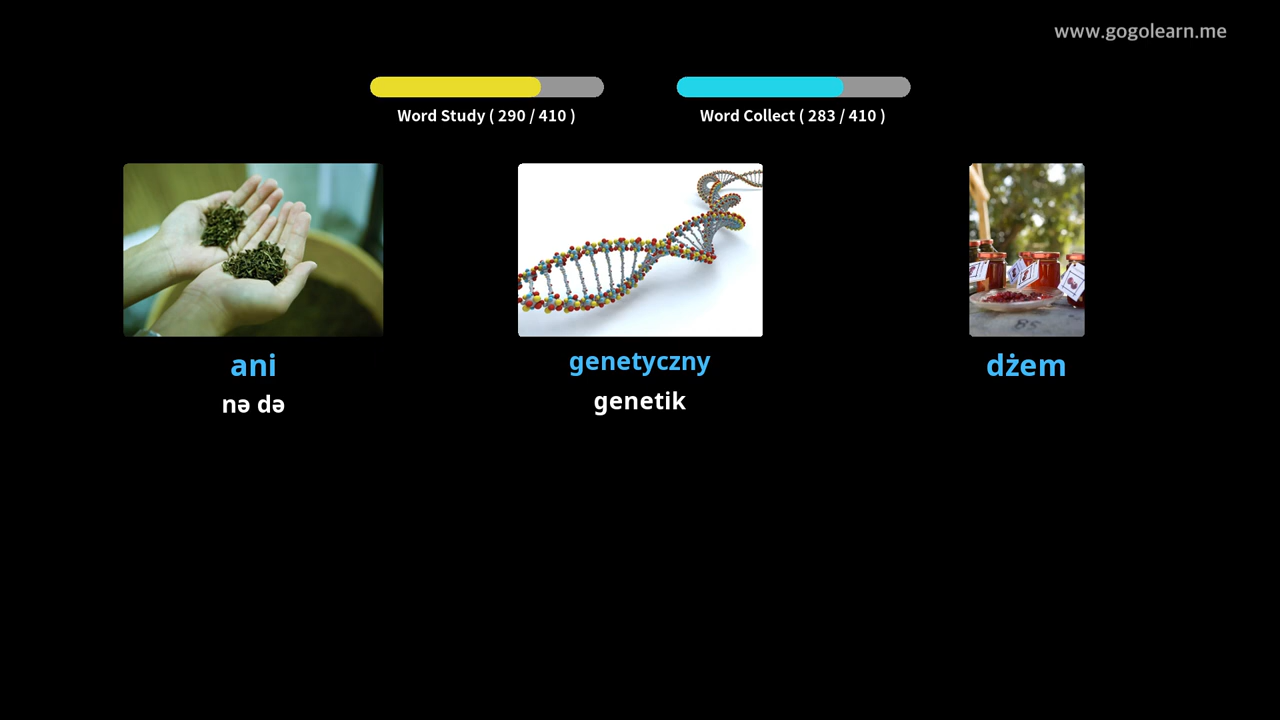 www.gogolearn.me
Word Study ( 290 / 410 )
Word Collect ( 283 / 410 )
ani
nə də
genetyczny
genetik
dżem